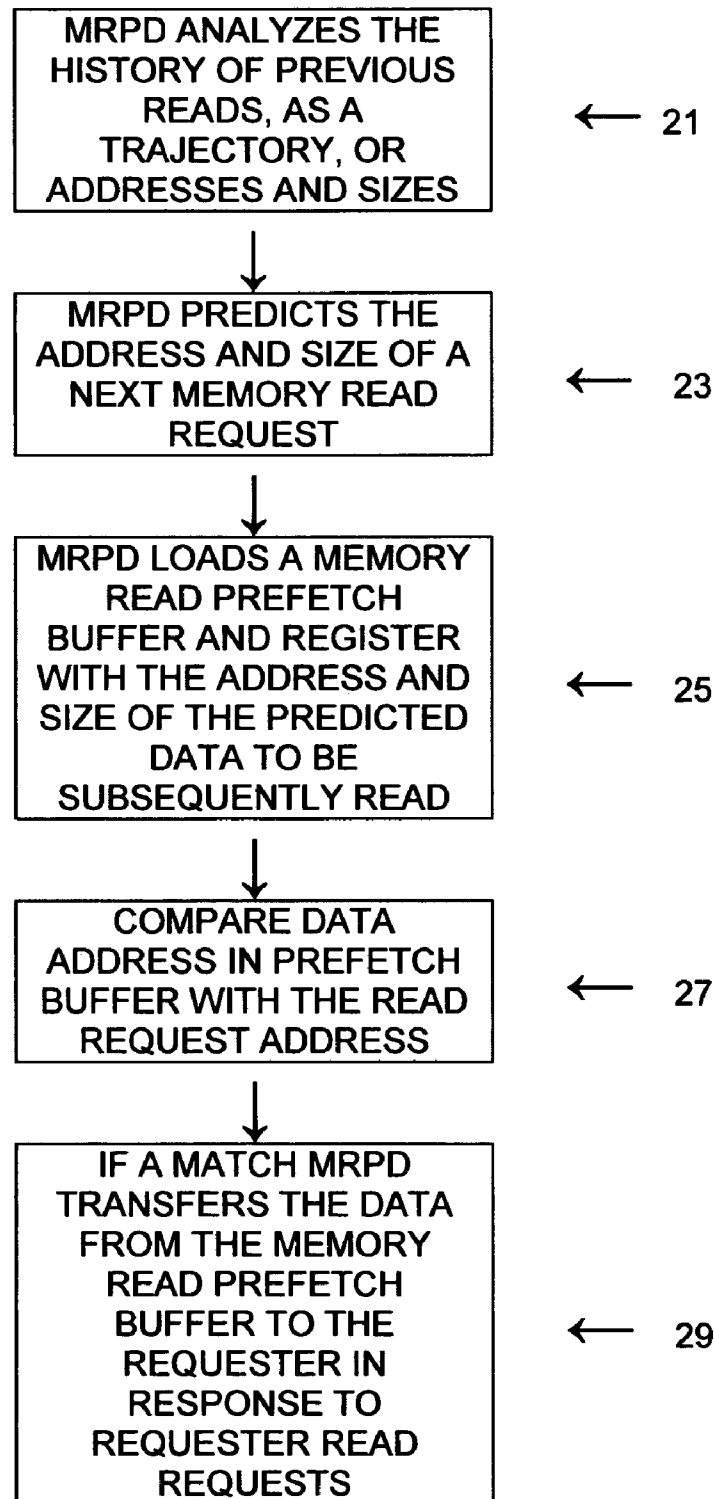 MRPD ANALYZES THE
HISTORY OF PREVIOUS
READS, AS A
TRAJECTORY, OR
ADDRESSES AND SIZES
21
MRPD PREDICTS THE
ADDRESS AND SIZE OF A
NEXT MEMORY READ
REQUEST
23
MRPD LOADS A MEMORY
READ PREFETCH
BUFFER AND REGISTER
WITH THE ADDRESS AND
SIZE OF THE PREDICTED
DATA TO BE
SUBSEQUENTLY READ
25
COMPARE DATA
ADDRESS IN PREFETCH
BUFFER WITH THE READ
REQUEST ADDRESS
27
IF A MATCH MRPD
TRANSFERS THE DATA
FROM THE MEMORY
READ PREFETCH
BUFFER TO THE
REQUESTER IN
RESPONSE TO
REQUESTER READ
REQUESTS
29